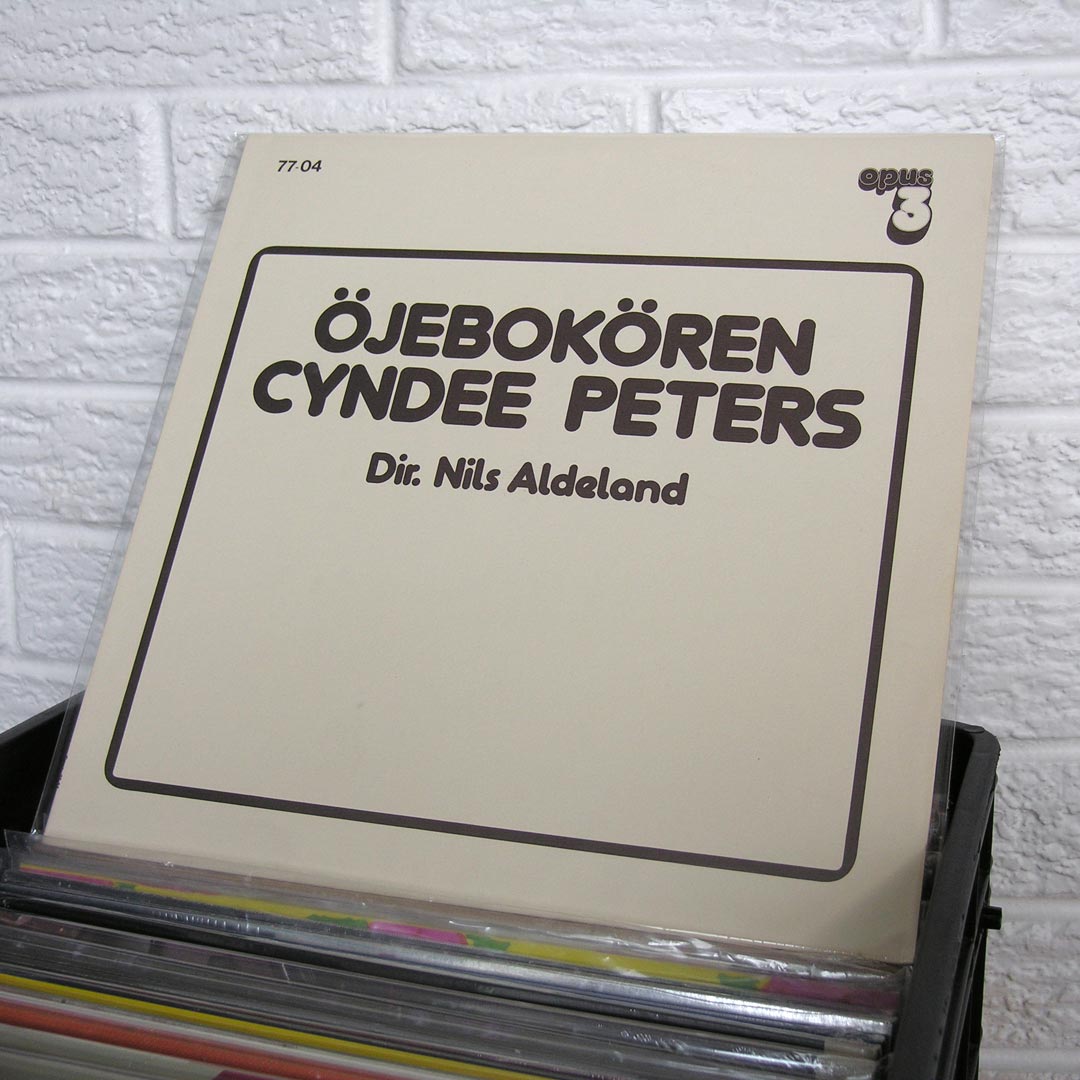 77-04
opus
3
ÖJEBOKÖREN
CYNDEE PETERS
Dir. Nils Aldeland